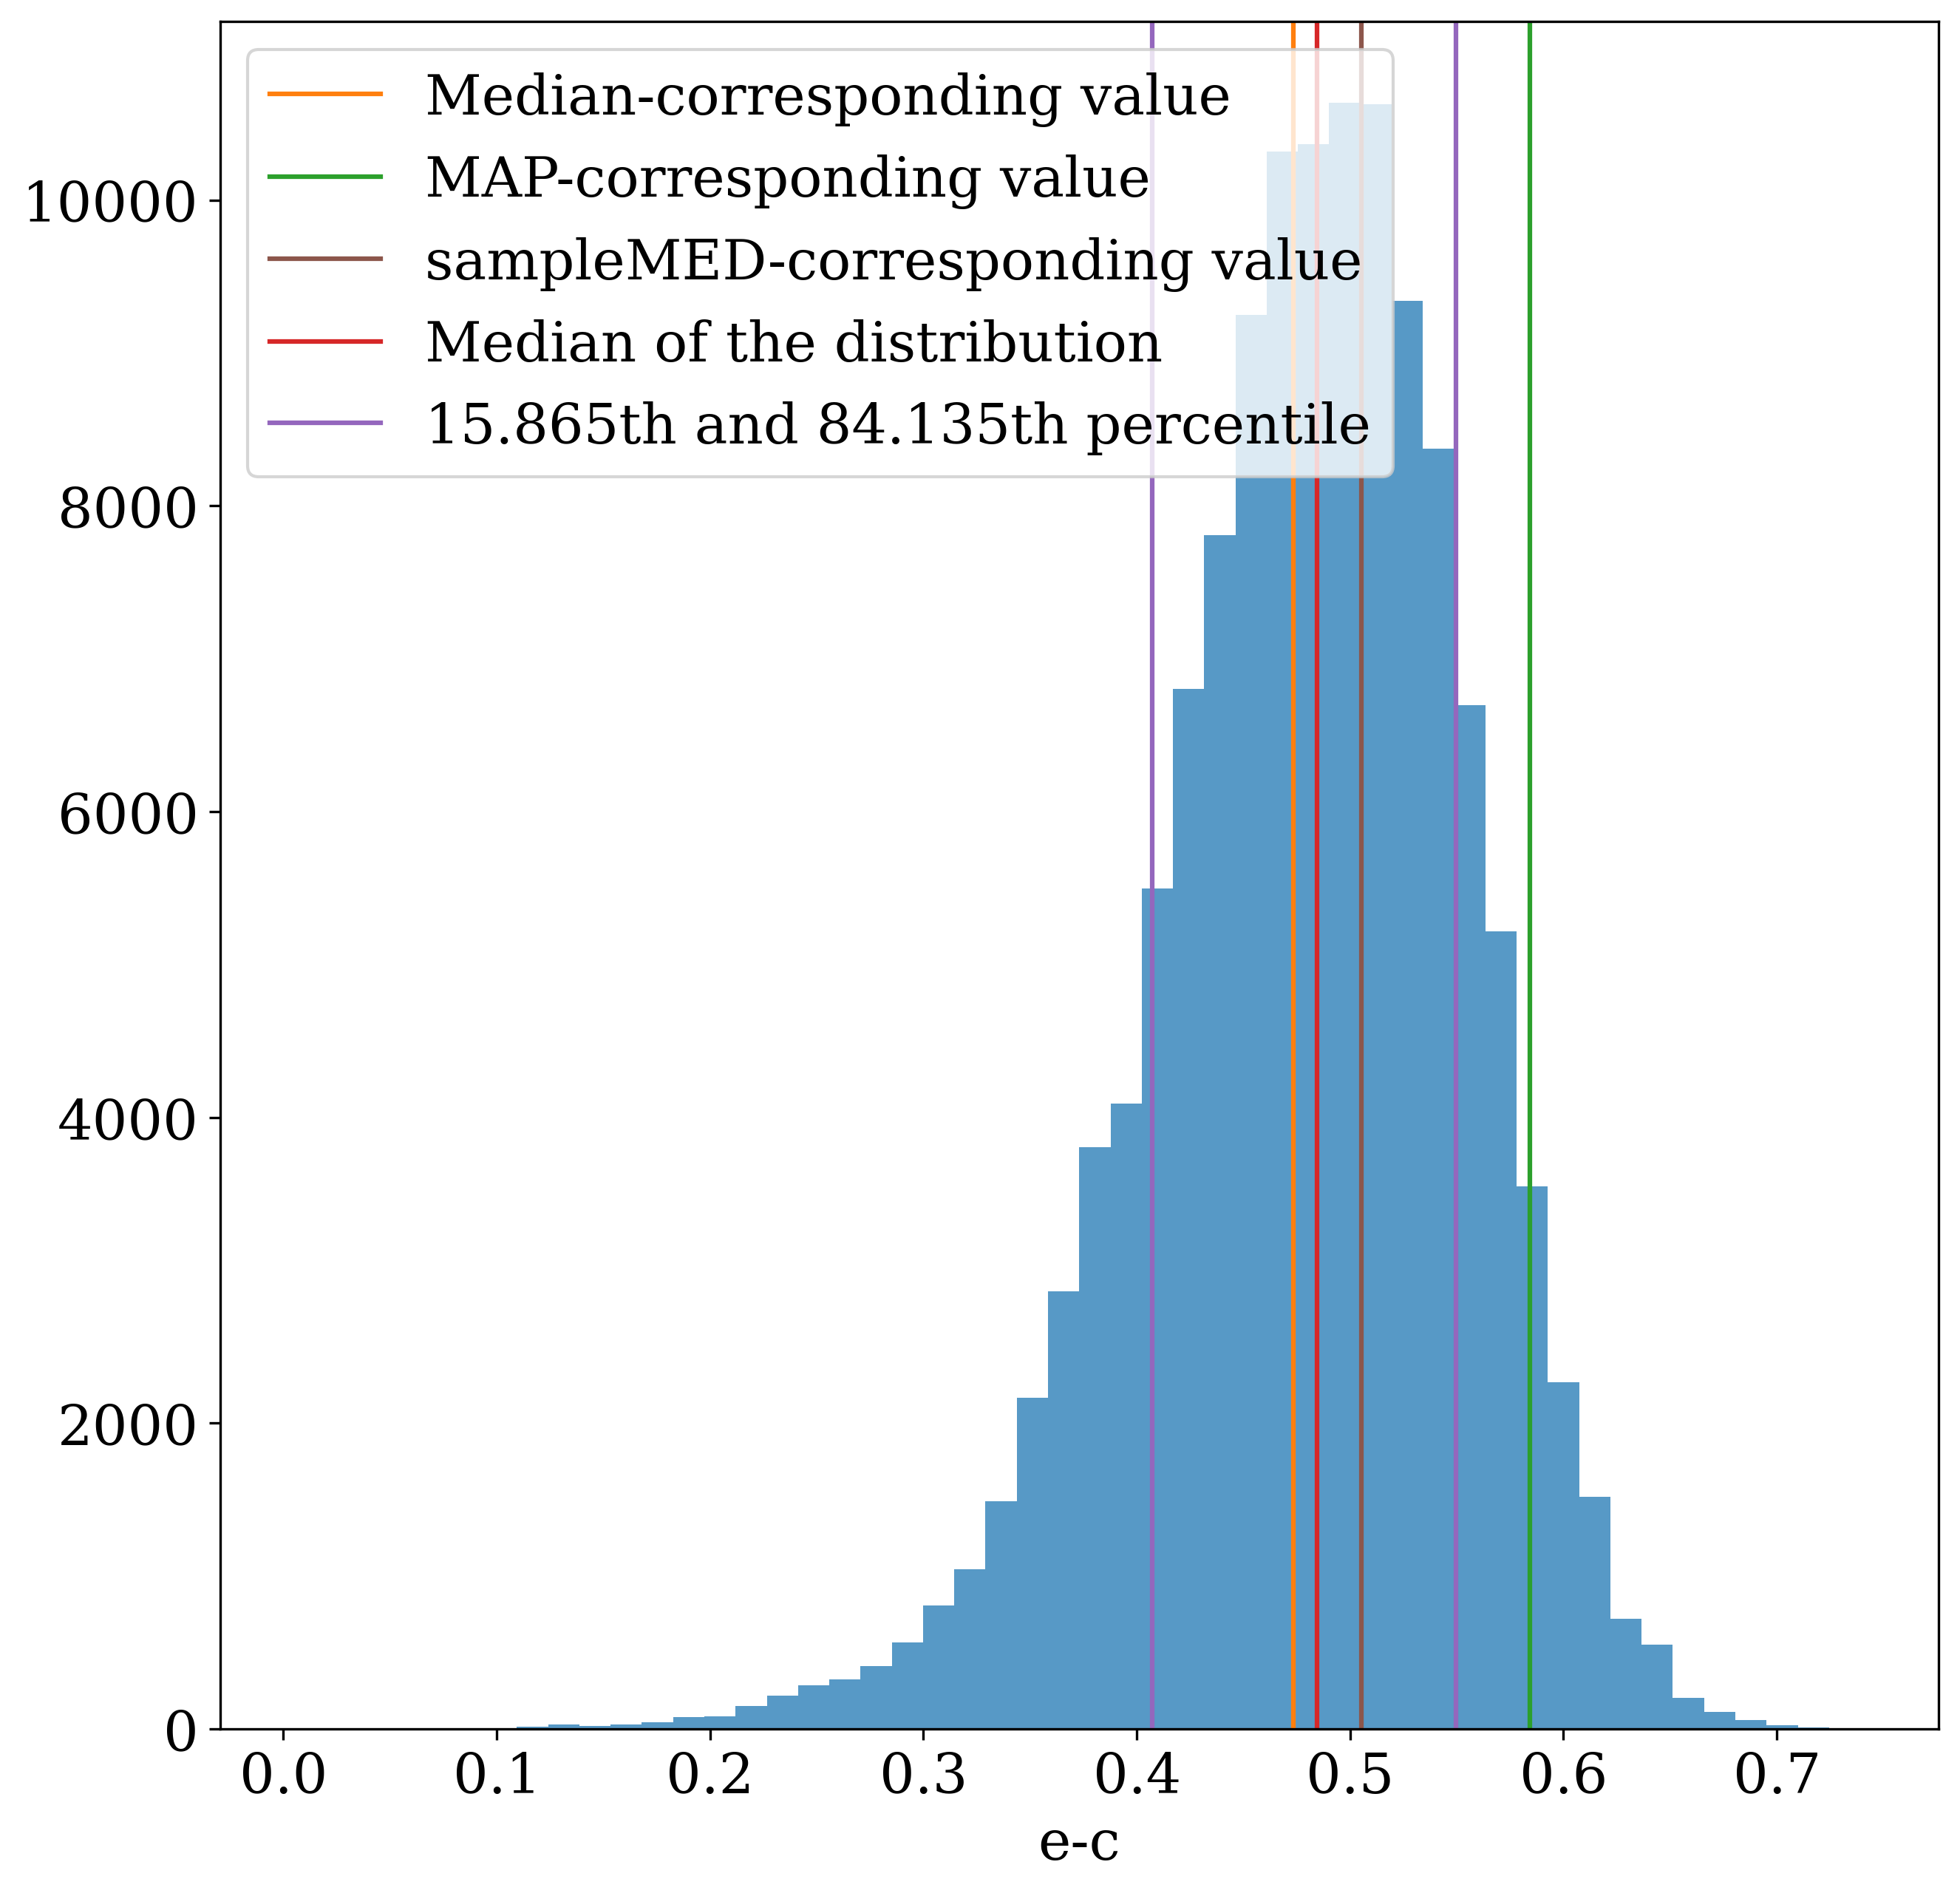 Median-corresponding value
MAP-corresponding value
sampleMED-corresponding value
Median of the distribution
15.865th and 84.135th percentile
10000
8000
6000
4000
2000
0
0.0 0.1 0.2 0.3 0.4 0.5 0.6 0.7
e-c